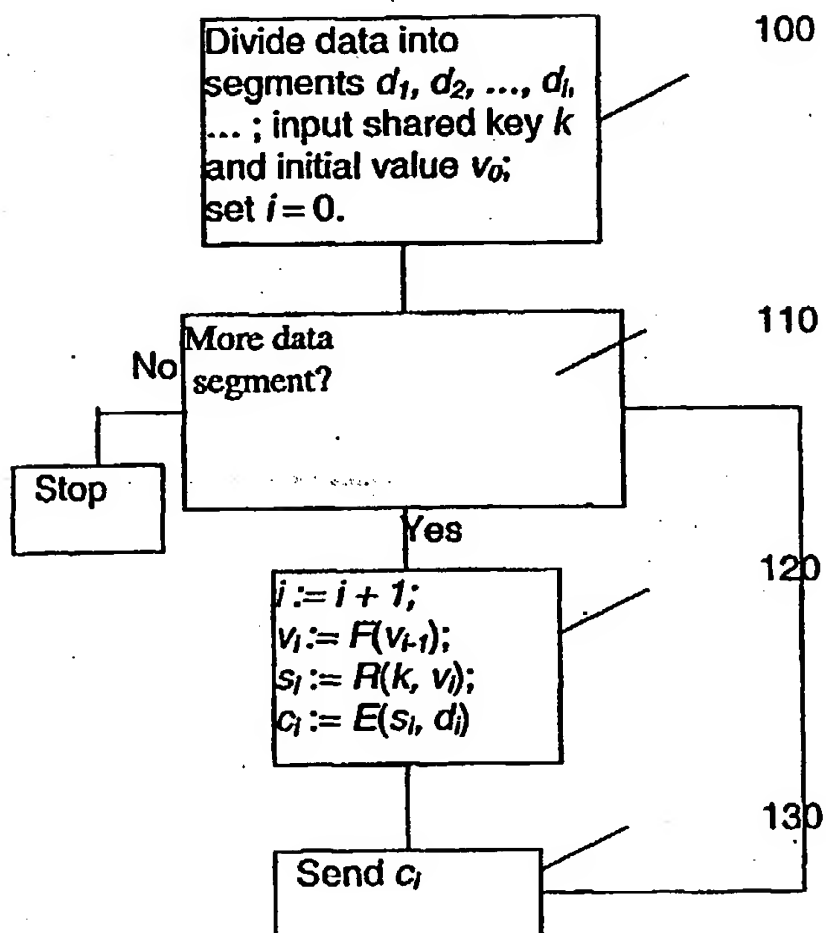 100
Divide data into
segments d1, d2, ..., di,
... ; input shared key k
and initial value v0;
set i = 0.
110
More data
segment?
No
Stop
Yes
120
i := i + 1;
vi := F(vi-1);
si := R(k, vi);
ci := E(si, di)
130
Send ci